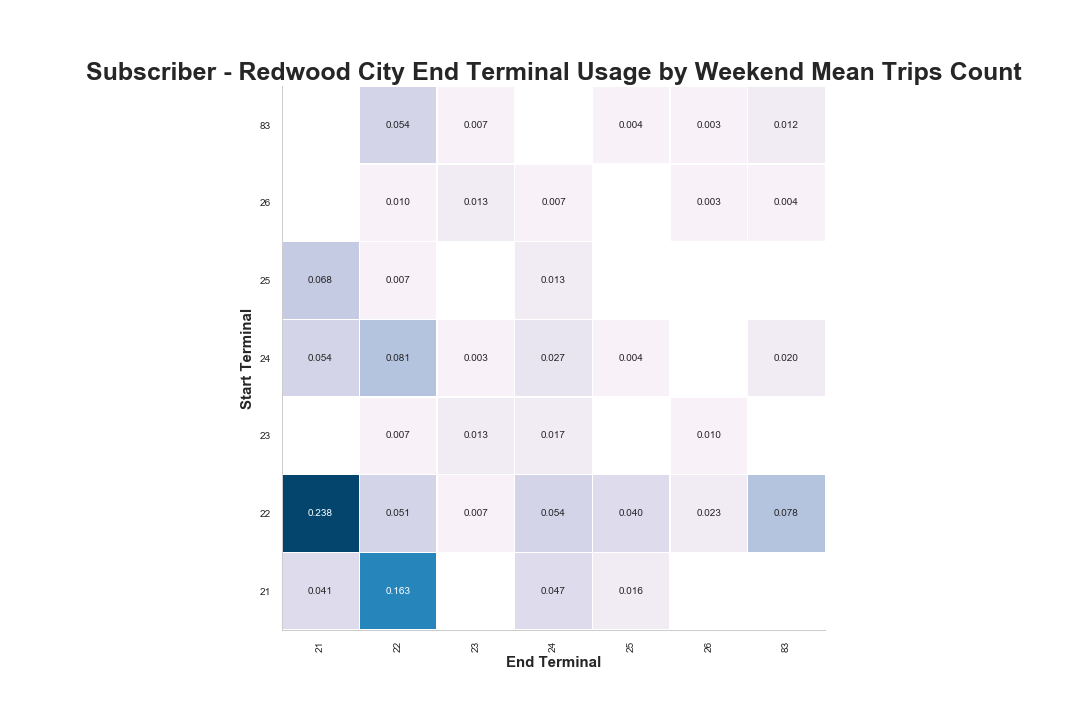 Subscriber - Redwood City End Terminal Usage by Weekend Mean Trips Count
83 0.054 0.007 0.004 0.003 0.012
26 0.010 0.013 0.007 0.003 0.004
25 0.068 0.007 0.013
Start Terminal
24 0.054 0.081 0.003 0.027 0.004 0.020
23 0.007 0.013 0.017 0.010
22 0.238 0.051 0.007 0.054 0.040 0.023 0.078
21 0.041 0.163 0.047 0.016
21 22 23 24 25 26 83
End Terminal